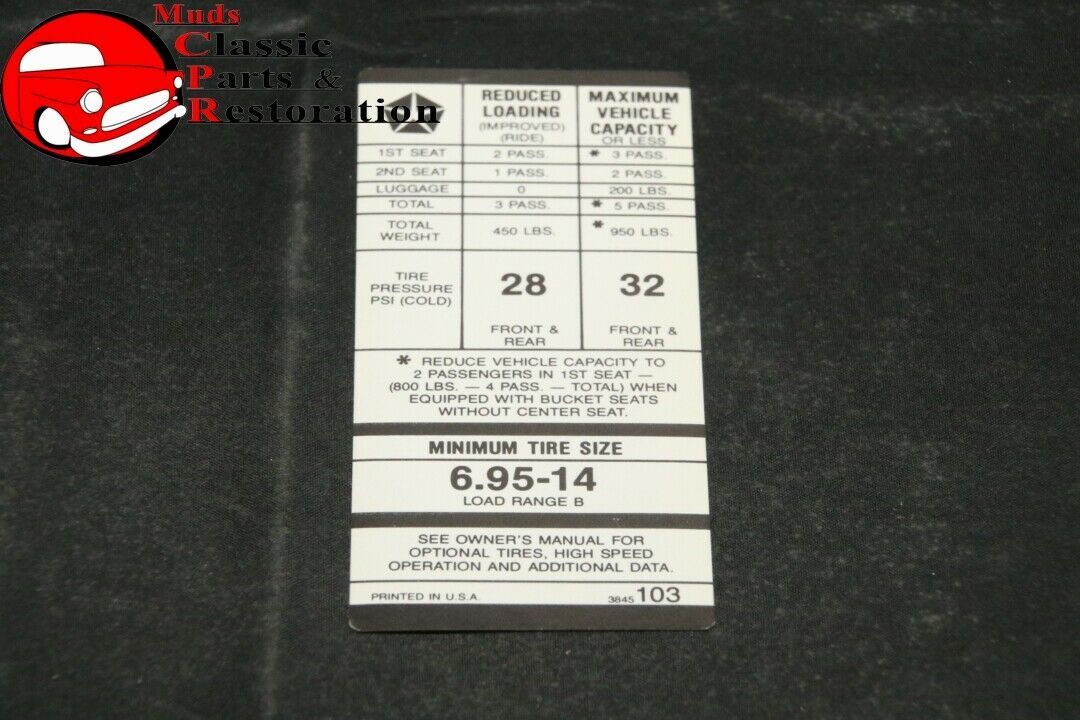 Muds
Classic
Parts &
Restoration
REDUCED LOADING (IMPROVED) (RIDE)
MAXIMUM VEHICLE CAPACITY OR LESS
1ST SEAT 2 PASS. * 3 PASS.
2ND SEAT 1 PASS. 2 PASS.
LUGGAGE 0 200 LBS.
TOTAL 3 PASS. * 5 PASS.
TOTAL WEIGHT 450 LBS. * 950 LBS.
TIRE PRESSURE PSI (COLD) 28 32
FRONT & REAR FRONT & REAR
* REDUCE VEHICLE CAPACITY TO
2 PASSENGERS IN 1ST SEAT —
(800 LBS. — 4 PASS. — TOTAL) WHEN
EQUIPPED WITH BUCKET SEATS
WITHOUT CENTER SEAT.
MINIMUM TIRE SIZE
6.95-14
LOAD RANGE B
SEE OWNER'S MANUAL FOR
OPTIONAL TIRES, HIGH SPEED
OPERATION AND ADDITIONAL DATA.
PRINTED IN U.S.A. 3845 103